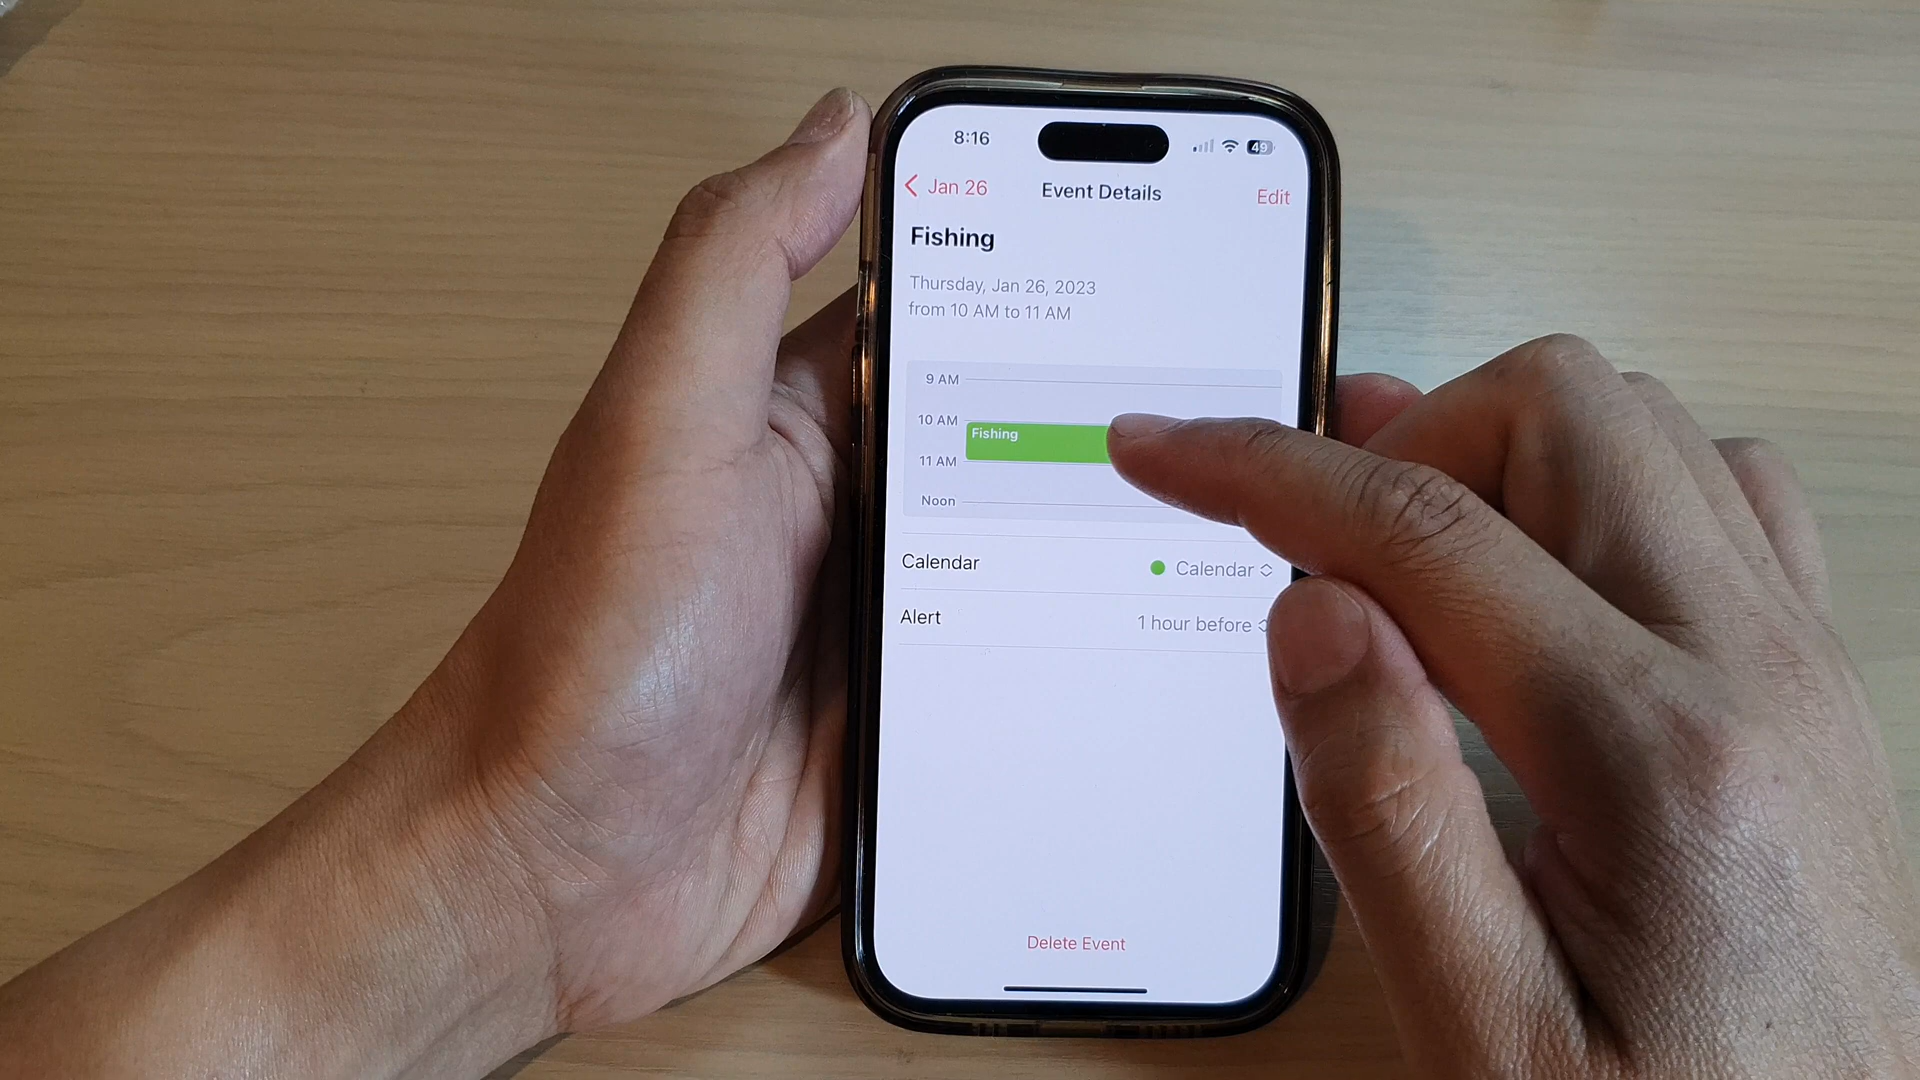 8:16
49
Jan 26
Event Details
Edit
Fishing
Thursday, Jan 26, 2023
from 10 AM to 11 AM
9 AM
10 AM
Fishing
11 AM
Noon
Calendar
Calendar
Alert
1 hour before
Delete Event